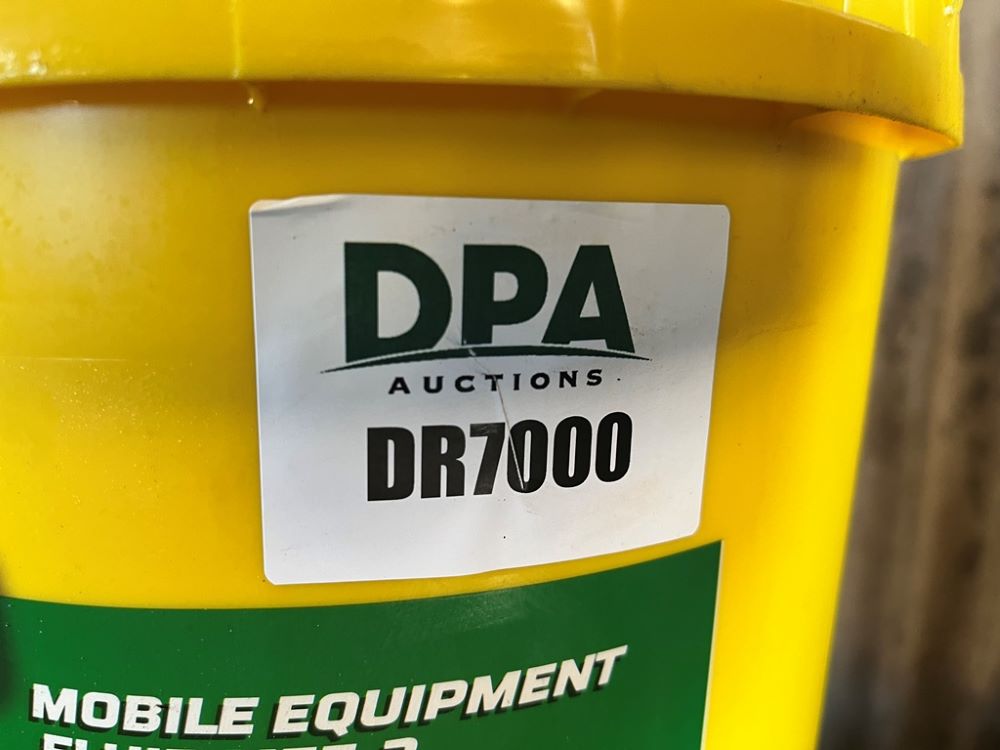 DPA
AUCTIONS
DR7000
MOBILE EQUIPMENT